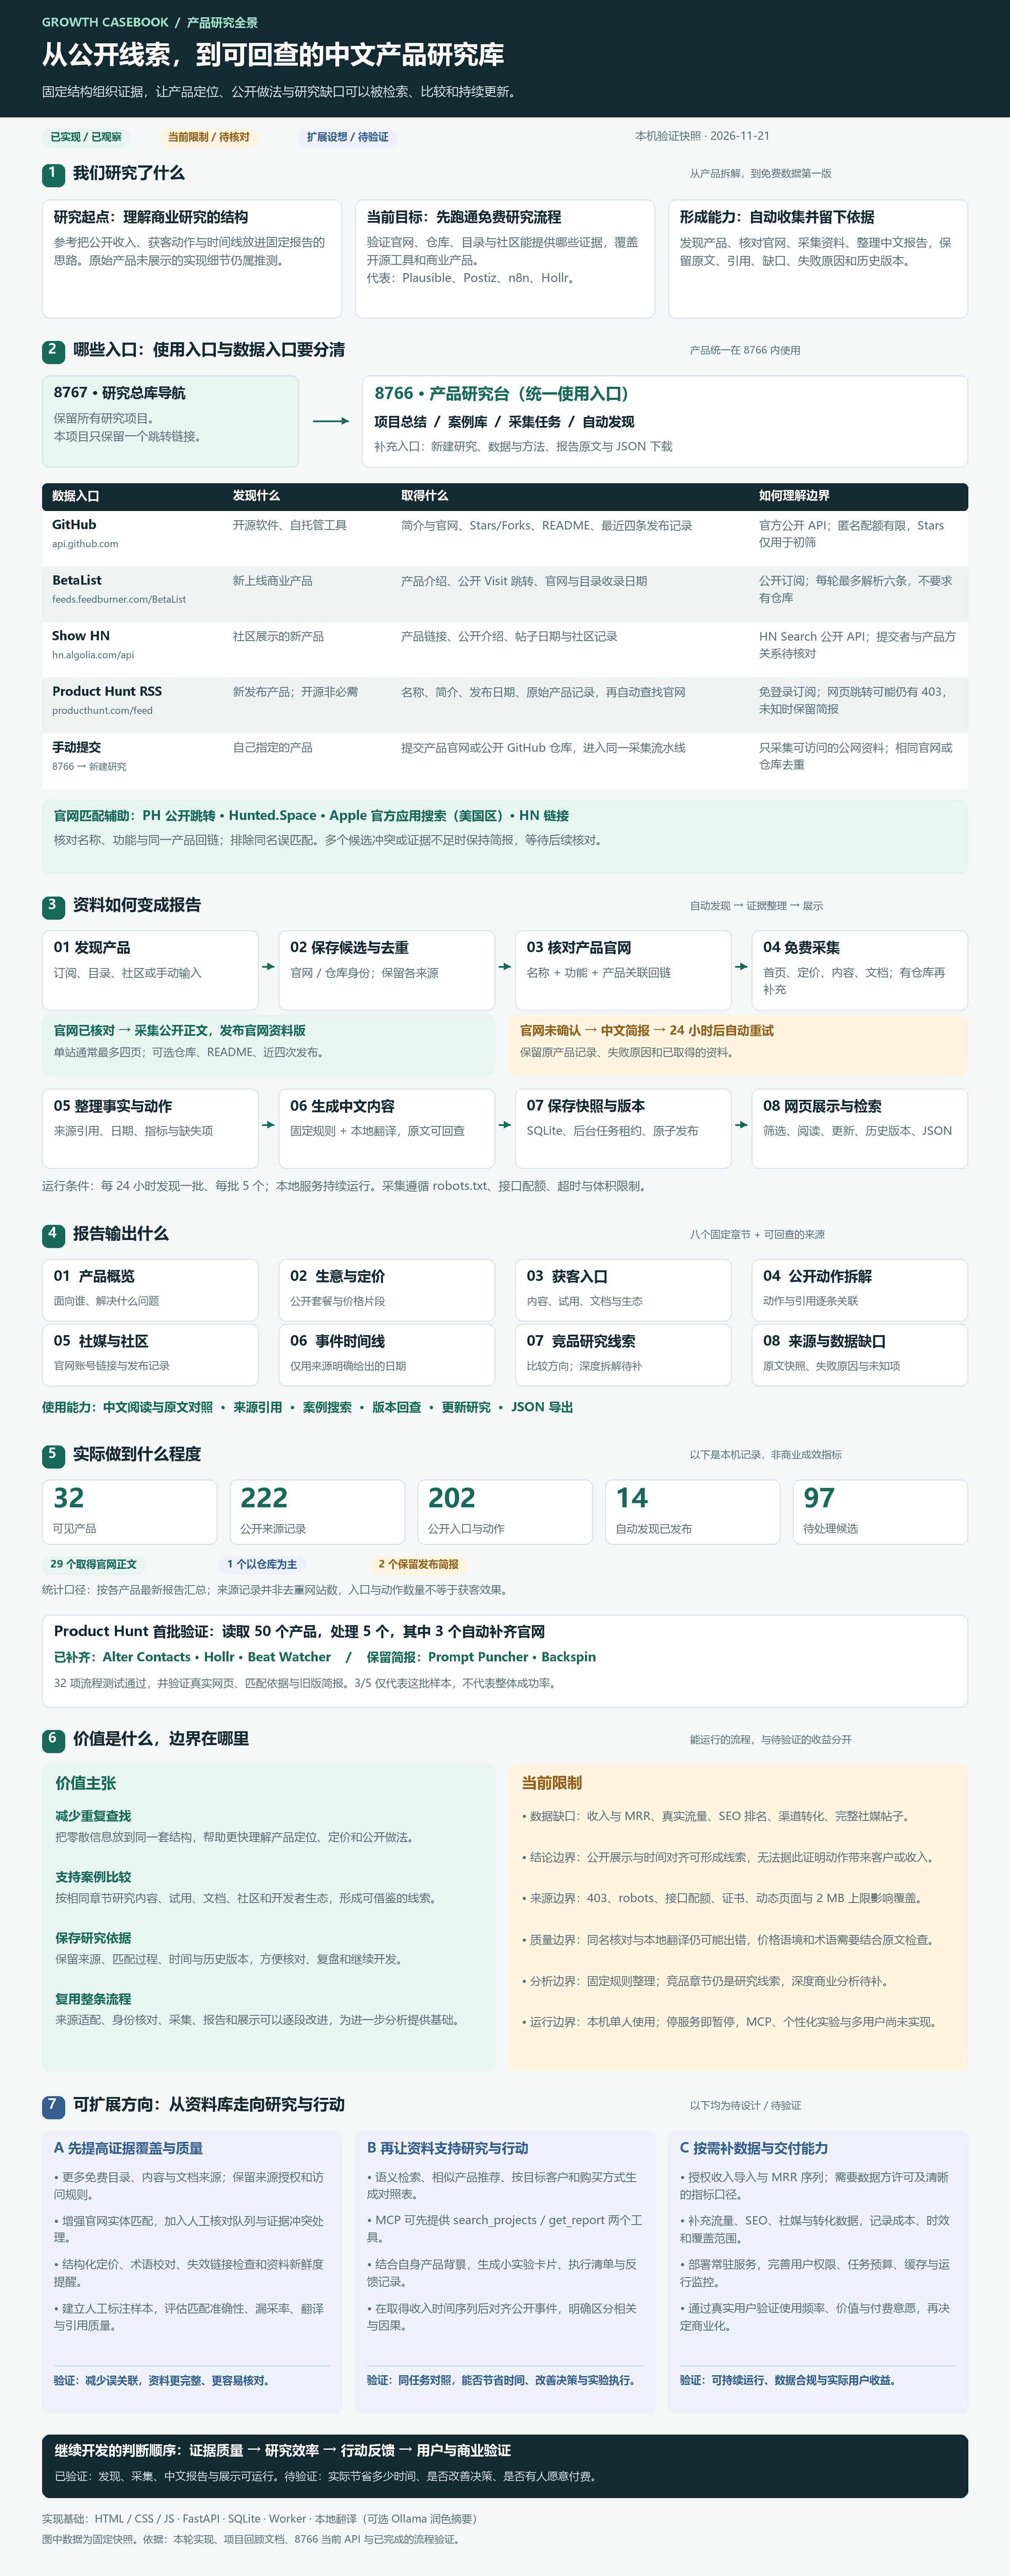 GROWTH CASEBOOK / 产品研究全景
从公开线索，到可回查的中文产品研究库
固定结构组织证据，让产品定位、公开做法与研究缺口可以被检索、比较和持续更新。
已实现 / 已观察
当前限制 / 待核对
扩展设想 / 待验证
本机验证快照 · 2026-11-21
1
我们研究了什么
从产品拆解，到免费数据第一版
研究起点：理解商业研究的结构
参考把公开收入、获客动作与时间线放进固定报告的
思路。原始产品未展示的实现细节仍属推测。
当前目标：先跑通免费研究流程
验证官网、仓库、目录与社区能提供哪些证据，覆盖
开源工具和商业产品。
代表：Plausible、Postiz、n8n、Hollr。
形成能力：自动收集并留下依据
发现产品、核对官网、采集资料、整理中文报告，保
留原文、引用、缺口、失败原因和历史版本。
2
哪些入口：使用入口与数据入口要分清
产品统一在 8766 内使用
8767 • 研究总库导航
保留所有研究项目。
本项目只保留一个跳转链接。
8766 • 产品研究台（统一使用入口）
项目总结 / 案例库 / 采集任务 / 自动发现
补充入口：新建研究、数据与方法、报告原文与 JSON 下载
数据入口
发现什么
取得什么
如何理解边界
GitHub
api.github.com
开源软件、自托管工具
简介与官网、Stars/Forks、README、最近四条发布记录
官方公开 API；匿名配额有限，Stars
仅用于初筛
BetaList
feeds.feedburner.com/BetaList
新上线商业产品
产品介绍、公开 Visit 跳转、官网与目录收录日期
公开订阅；每轮最多解析六条，不要求
有仓库
Show HN
hn.algolia.com/api
社区展示的新产品
产品链接、公开介绍、帖子日期与社区记录
HN Search 公开 API；提交者与产品方
关系待核对
Product Hunt RSS
producthunt.com/feed
新发布产品；开源非必需
名称、简介、发布日期、原始产品记录，再自动查找官网
免登录订阅；网页跳转可能仍有 403，
未知时保留简报
手动提交
8766 → 新建研究
自己指定的产品
提交产品官网或公开 GitHub 仓库，进入同一采集流水线
只采集可访问的公网资料；相同官网或
仓库去重
官网匹配辅助：PH 公开跳转 • Hunted.Space • Apple 官方应用搜索（美国区）• HN 链接
核对名称、功能与同一产品回链；排除同名误匹配。多个候选冲突或证据不足时保持简报，等待后续核对。
3
资料如何变成报告
自动发现 → 证据整理 → 展示
01 发现产品
订阅、目录、社区或手动输入
02 保存候选与去重
官网 / 仓库身份；保留各来源
03 核对产品官网
名称 + 功能 + 产品关联回链
04 免费采集
首页、定价、内容、文档；有仓库再
补充
官网已核对 → 采集公开正文，发布官网资料版
单站通常最多四页；可选仓库、README、近四次发布。
官网未确认 → 中文简报 → 24 小时后自动重试
保留原产品记录、失败原因和已取得的资料。
05 整理事实与动作
来源引用、日期、指标与缺失项
06 生成中文内容
固定规则 + 本地翻译，原文可回查
07 保存快照与版本
SQLite、后台任务租约、原子发布
08 网页展示与检索
筛选、阅读、更新、历史版本、JSON
运行条件：每 24 小时发现一批、每批 5 个；本地服务持续运行。采集遵循 robots.txt、接口配额、超时与体积限制。
4
报告输出什么
八个固定章节 + 可回查的来源
01 产品概览
面向谁、解决什么问题
02 生意与定价
公开套餐与价格片段
03 获客入口
内容、试用、文档与生态
04 公开动作拆解
动作与引用逐条关联
05 社媒与社区
官网账号链接与发布记录
06 事件时间线
仅用来源明确给出的日期
07 竞品研究线索
比较方向；深度拆解待补
08 来源与数据缺口
原文快照、失败原因与未知项
使用能力：中文阅读与原文对照 • 来源引用 • 案例搜索 • 版本回查 • 更新研究 • JSON 导出
5
实际做到什么程度
以下是本机记录，非商业成效指标
32
可见产品
222
公开来源记录
202
公开入口与动作
14
自动发现已发布
97
待处理候选
29 个取得官网正文
1 个以仓库为主
2 个保留发布简报
统计口径：按各产品最新报告汇总；来源记录并非去重网站数，入口与动作数量不等于获客效果。
Product Hunt 首批验证：读取 50 个产品，处理 5 个，其中 3 个自动补齐官网
已补齐：Alter Contacts • Hollr • Beat Watcher / 保留简报：Prompt Puncher • Backspin
32 项流程测试通过，并验证真实网页、匹配依据与旧版简报。3/5 仅代表这批样本，不代表整体成功率。
6
价值是什么，边界在哪里
能运行的流程，与待验证的收益分开
价值主张
减少重复查找
把零散信息放到同一套结构，帮助更快理解产品定位、定价和公开做法。
支持案例比较
按相同章节研究内容、试用、文档、社区和开发者生态，形成可借鉴的线索。
保存研究依据
保留来源、匹配过程、时间与历史版本，方便核对、复盘和继续开发。
复用整条流程
来源适配、身份核对、采集、报告和展示可以逐段改进，为进一步分析提供基础。
当前限制
• 数据缺口：收入与 MRR、真实流量、SEO 排名、渠道转化、完整社媒帖子。
• 结论边界：公开展示与时间对齐可形成线索，无法据此证明动作带来客户或收入。
• 来源边界：403、robots、接口配额、证书、动态页面与 2 MB 上限影响覆盖。
• 质量边界：同名核对与本地翻译仍可能出错，价格语境和术语需要结合原文检查。
• 分析边界：固定规则整理；竞品章节仍是研究线索，深度商业分析待补。
• 运行边界：本机单人使用；停服务即暂停，MCP、个性化实验与多用户尚未实现。
7
可扩展方向：从资料库走向研究与行动
以下均为待设计 / 待验证
A 先提高证据覆盖与质量
• 更多免费目录、内容与文档来源；保留来源授权和访
问规则。
• 增强官网实体匹配，加入人工核对队列与证据冲突处
理。
• 结构化定价、术语校对、失效链接检查和资料新鲜度
提醒。
• 建立人工标注样本，评估匹配准确性、漏采率、翻译
与引用质量。
验证：减少误关联，资料更完整、更容易核对。
B 再让资料支持研究与行动
• 语义检索、相似产品推荐、按目标客户和购买方式生
成对照表。
• MCP 可先提供 search_projects / get_report 两个工
具。
• 结合自身产品背景，生成小实验卡片、执行清单与反
馈记录。
• 在取得收入时间序列后对齐公开事件，明确区分相关
与因果。
验证：同任务对照，能否节省时间、改善决策与实验执行。
C 按需补数据与交付能力
• 授权收入导入与 MRR 序列；需要数据方许可及清晰
的指标口径。
• 补充流量、SEO、社媒与转化数据，记录成本、时效
和覆盖范围。
• 部署常驻服务，完善用户权限、任务预算、缓存与运
行监控。
• 通过真实用户验证使用频率、价值与付费意愿，再决
定商业化。
验证：可持续运行、数据合规与实际用户收益。
继续开发的判断顺序：证据质量 → 研究效率 → 行动反馈 → 用户与商业验证
已验证：发现、采集、中文报告与展示可运行。待验证：实际节省多少时间、是否改善决策、是否有人愿意付费。
实现基础：HTML / CSS / JS · FastAPI · SQLite · Worker · 本地翻译（可选 Ollama 润色摘要）
图中数据为固定快照。依据：本轮实现、项目回顾文档、8766 当前 API 与已完成的流程验证。